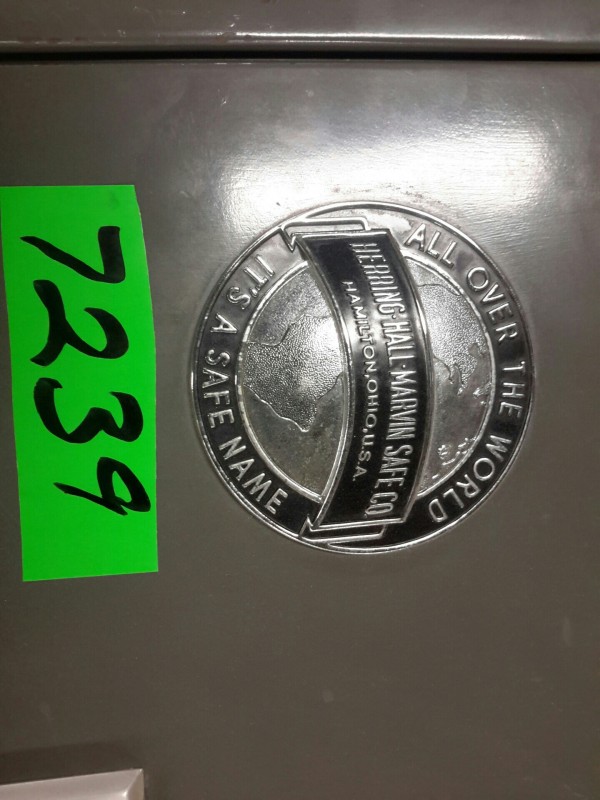 ALL OVER THE WORLD
HERRING·HALL·MARVIN SAFE CO.
HAMILTON, OHIO, U.S.A.
IT'S A SAFE NAME
7239